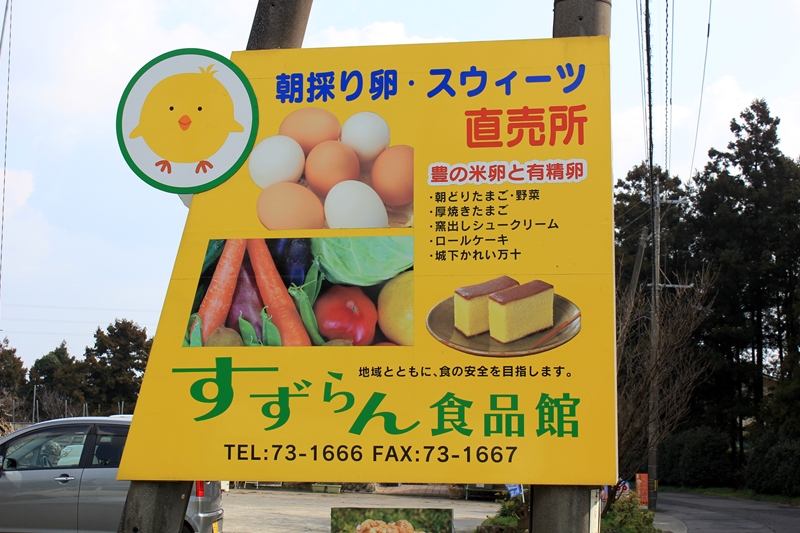 朝採り卵・スウィーツ
直売所
豊の米卵と有精卵
・朝どりたまご・野菜
・厚焼きたまご
・窯出しシュークリーム
・ロールケーキ
・城下かれい万十
地域とともに、食の安全を目指します。
すずらん食品館
TEL:73-1666 FAX:73-1667